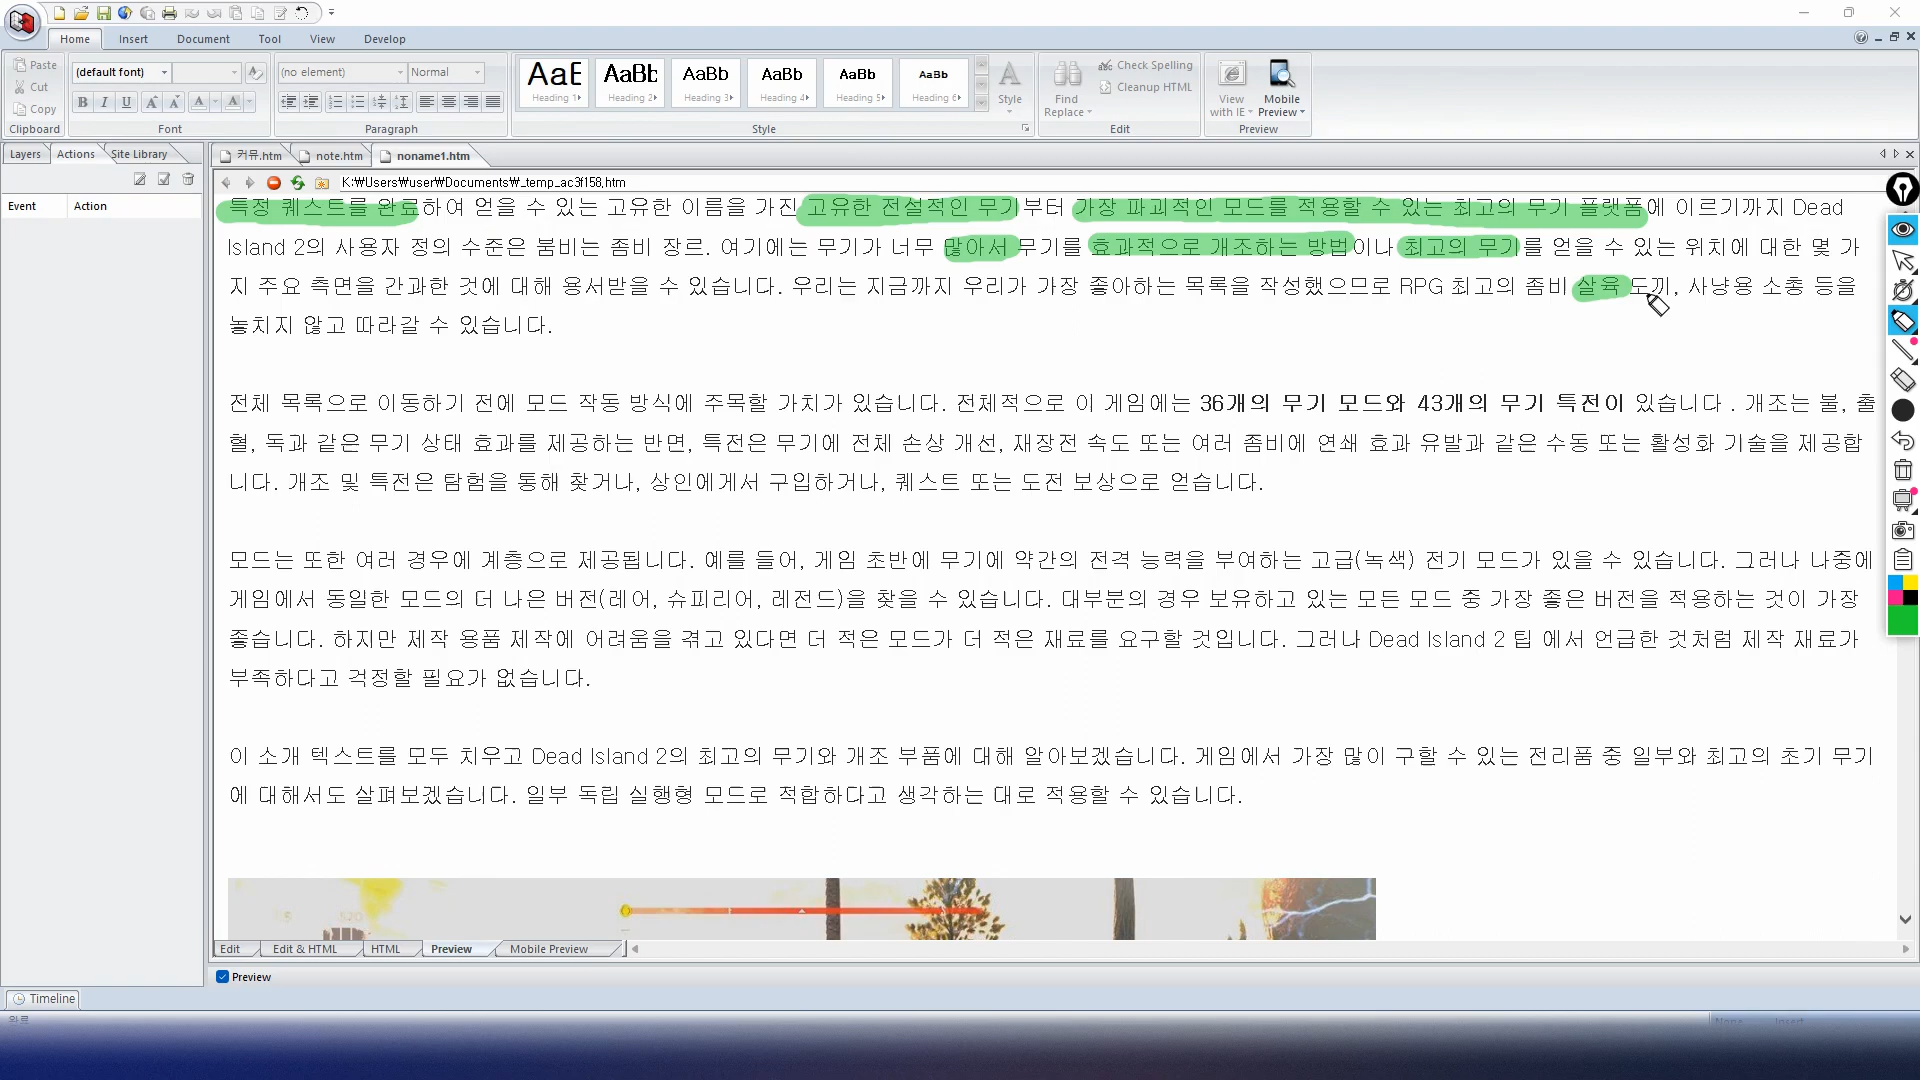 Home Insert Document Tool View Develop
Paste (default font) (no element) Normal AaE AaBb AaBb AaBb AaBb AaBb Check Spelling
Cut Cleanup HTML
Copy B I U A A A A Heading 1 Heading 2 Heading 3 Heading 4 Heading 5 Heading 6 Style Find Replace View with IE Mobile Preview
Clipboard Font Paragraph Style Edit Preview
Layers Actions Site Library 커뮤.htm note.htm noname1.htm
K:₩Users₩user₩Documents₩_temp_ac3f158.htm
Event Action
특정 퀘스트를 완료하여 얻을 수 있는 고유한 이름을 가진 고유한 전설적인 무기부터 가장 파괴적인 모드를 적용할 수 있는 최고의 무기 플랫폼에 이르기까지 Dead
Island 2의 사용자 정의 수준은 붐비는 좀비 장르. 여기에는 무기가 너무 많아서 무기를 효과적으로 개조하는 방법이나 최고의 무기를 얻을 수 있는 위치에 대한 몇 가
지 주요 측면을 간과한 것에 대해 용서받을 수 있습니다. 우리는 지금까지 우리가 가장 좋아하는 목록을 작성했으므로 RPG 최고의 좀비 살육 도끼, 사냥용 소총 등을
놓치지 않고 따라갈 수 있습니다.
전체 목록으로 이동하기 전에 모드 작동 방식에 주목할 가치가 있습니다. 전체적으로 이 게임에는 36개의 무기 모드와 43개의 무기 특전이 있습니다 . 개조는 불, 출
혈, 독과 같은 무기 상태 효과를 제공하는 반면, 특전은 무기에 전체 손상 개선, 재장전 속도 또는 여러 좀비에 연쇄 효과 유발과 같은 수동 또는 활성화 기술을 제공합
니다. 개조 및 특전은 탐험을 통해 찾거나, 상인에게서 구입하거나, 퀘스트 또는 도전 보상으로 얻습니다.
모드는 또한 여러 경우에 계층으로 제공됩니다. 예를 들어, 게임 초반에 무기에 약간의 전격 능력을 부여하는 고급(녹색) 전기 모드가 있을 수 있습니다. 그러나 나중에
게임에서 동일한 모드의 더 나은 버전(레어, 슈피리어, 레전드)을 찾을 수 있습니다. 대부분의 경우 보유하고 있는 모든 모드 중 가장 좋은 버전을 적용하는 것이 가장
좋습니다. 하지만 제작 용품 제작에 어려움을 겪고 있다면 더 적은 모드가 더 적은 재료를 요구할 것입니다. 그러나 Dead Island 2 팁 에서 언급한 것처럼 제작 재료가
부족하다고 걱정할 필요가 없습니다.
이 소개 텍스트를 모두 치우고 Dead Island 2의 최고의 무기와 개조 부품에 대해 알아보겠습니다. 게임에서 가장 많이 구할 수 있는 전리품 중 일부와 최고의 초기 무기
에 대해서도 살펴보겠습니다. 일부 독립 실행형 모드로 적합하다고 생각하는 대로 적용할 수 있습니다.
5 520
Edit Edit & HTML HTML Preview Mobile Preview
Preview
Timeline
완료 None Insert